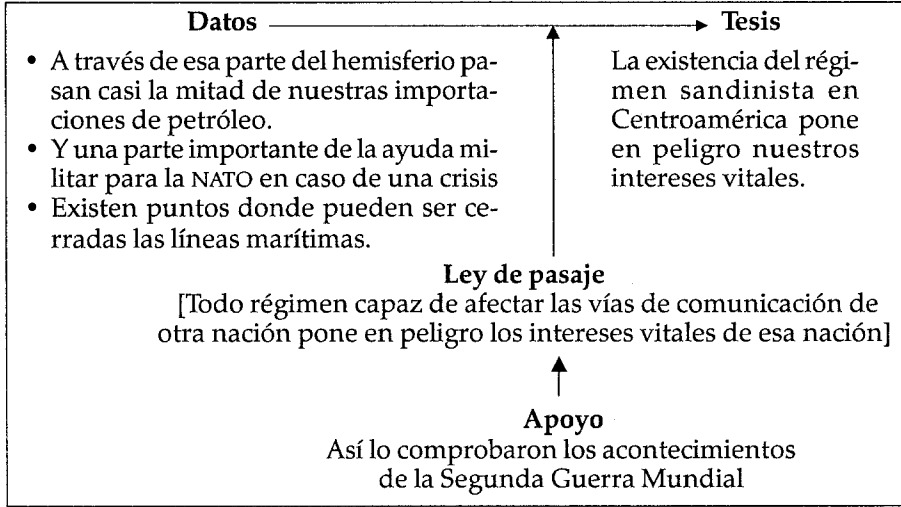 Datos
Tesis
• A través de esa parte del hemisferio pa-
san casi la mitad de nuestras importa-
ciones de petróleo.
• Y una parte importante de la ayuda mi-
litar para la NATO en caso de una crisis
• Existen puntos donde pueden ser ce-
rradas las líneas marítimas.
La existencia del régi-
men sandinista en
Centroamérica pone
en peligro nuestros
intereses vitales.
Ley de pasaje
[Todo régimen capaz de afectar las vías de comunicación de
otra nación pone en peligro los intereses vitales de esa nación]
Apoyo
Así lo comprobaron los acontecimientos
de la Segunda Guerra Mundial